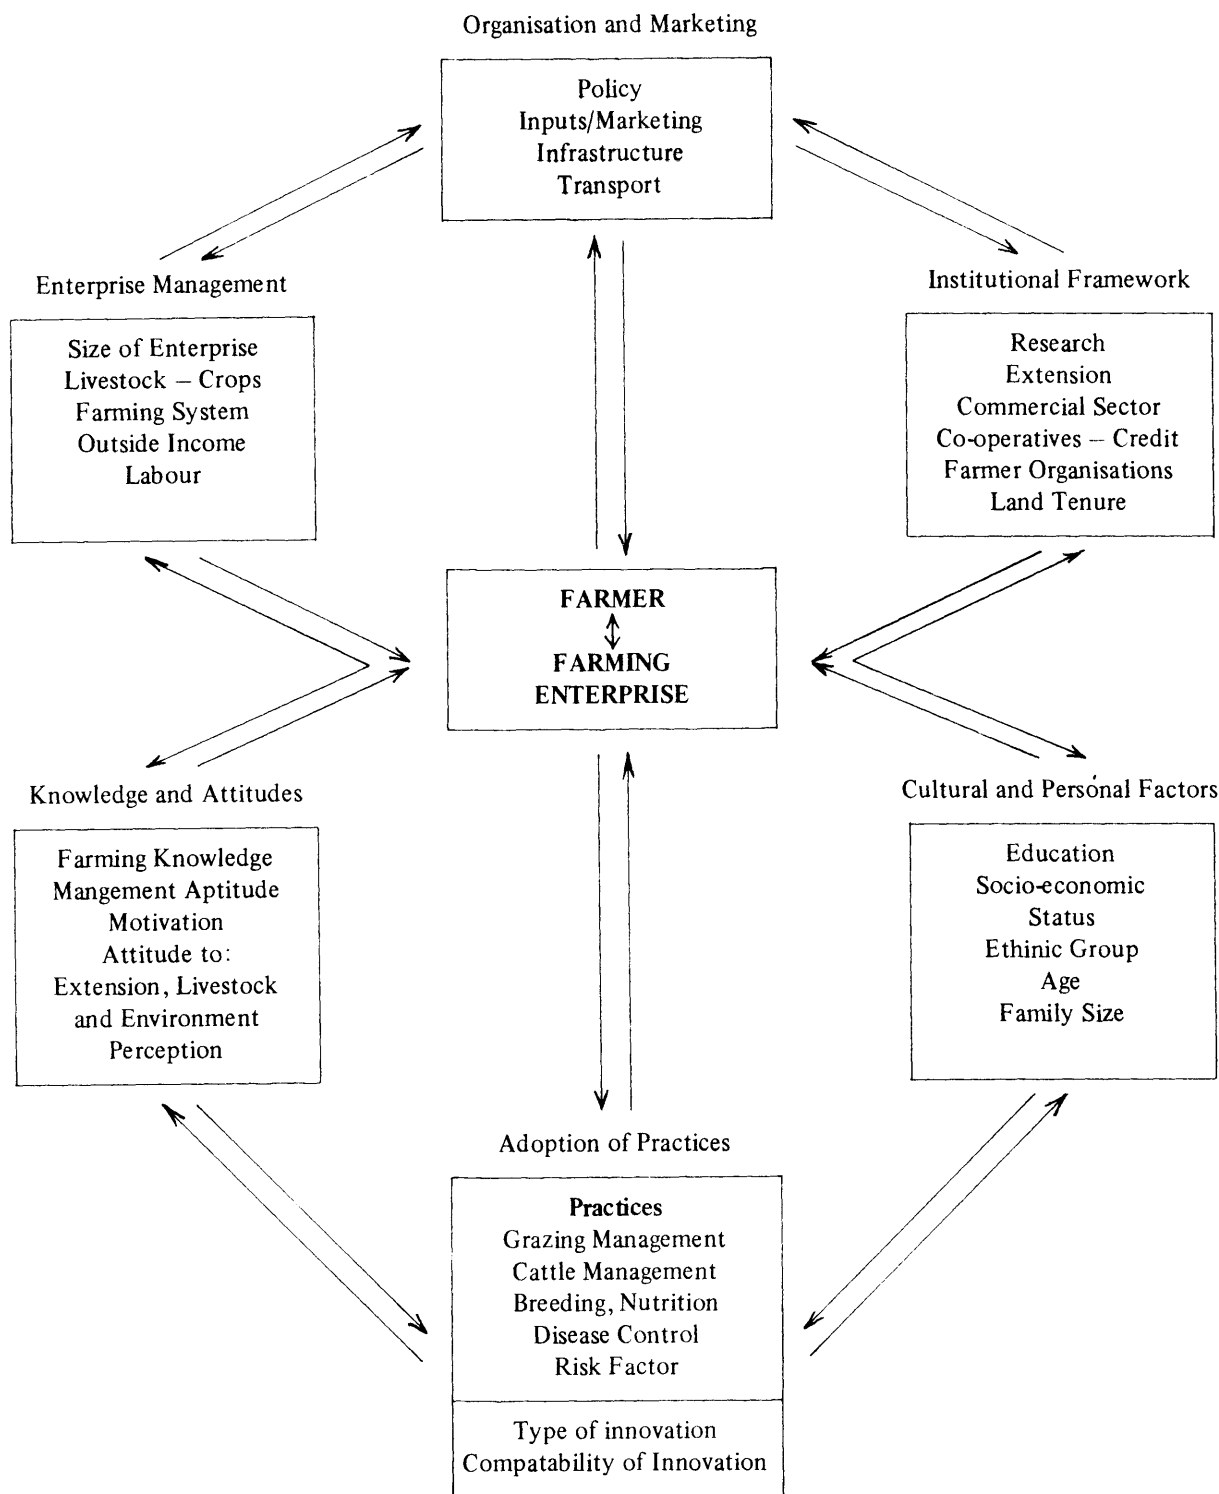 Organisation and Marketing
Policy
Inputs/Marketing
Infrastructure
Transport
Enterprise Management
Size of Enterprise
Livestock – Crops
Farming System
Outside Income
Labour
Institutional Framework
Research
Extension
Commercial Sector
Co-operatives – Credit
Farmer Organisations
Land Tenure
FARMER
FARMING
ENTERPRISE
Knowledge and Attitudes
Farming Knowledge
Mangement Aptitude
Motivation
Attitude to:
Extension, Livestock
and Environment
Perception
Cultural and Personal Factors
Education
Socio-economic
Status
Ethinic Group
Age
Family Size
Adoption of Practices
Practices
Grazing Management
Cattle Management
Breeding, Nutrition
Disease Control
Risk Factor
Type of innovation
Compatability of Innovation